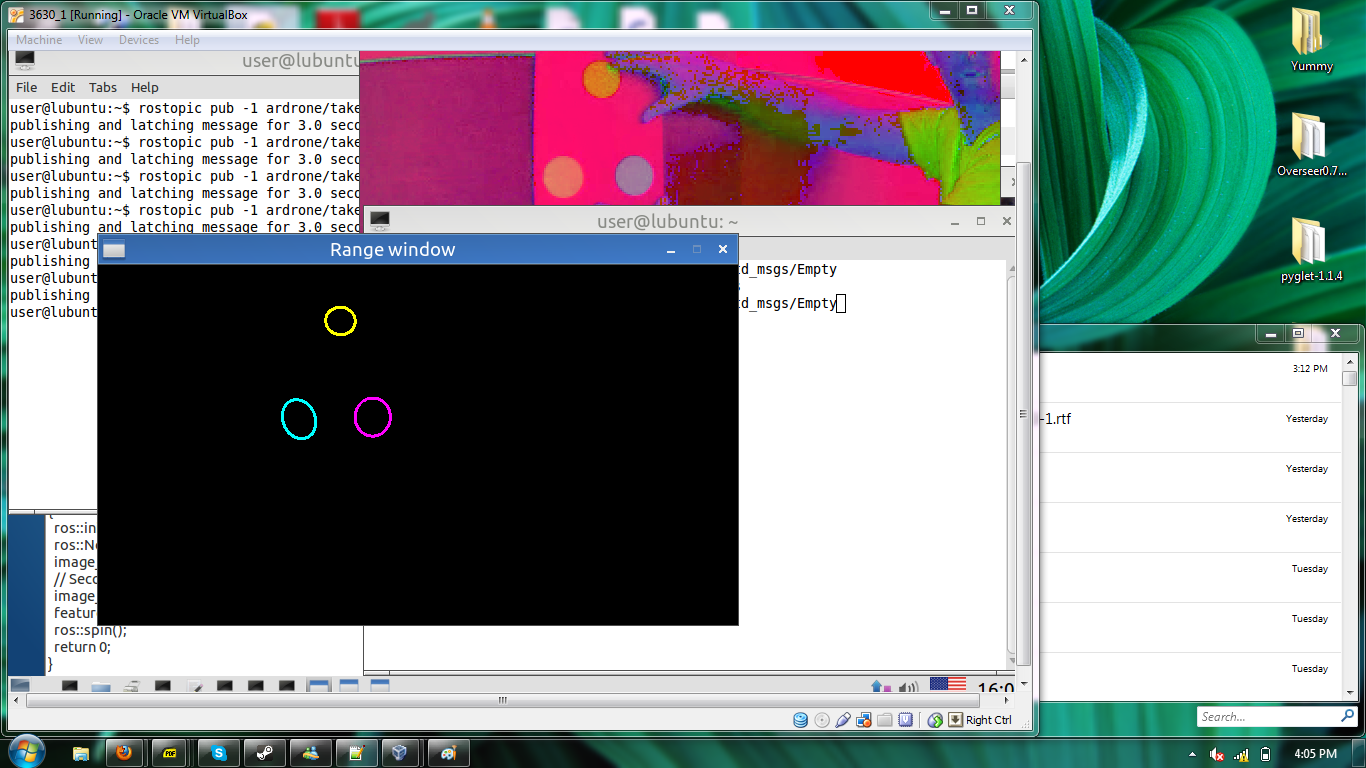 3630_1 [Running] - Oracle VM VirtualBox
Machine View Devices Help
user@lubuntu
File Edit Tabs Help
user@lubuntu:~$ rostopic pub -1 ardrone/take
publishing and latching message for 3.0 seco
user@lubuntu:~$ rostopic pub -1 ardrone/take
publishing and latching message for 3.0 seco
user@lubuntu:~$ rostopic pub -1 ardrone/take
publishing and latching message for 3.0 seco
user@lubuntu:~$ rostopic pub -1 ardrone/take
publishing and latching message for 3.0 seco
user@lubunt
publishing
user@lubunt
publishing
user@lubunt
user@lubuntu: ~
td_msgs/Empty
td_msgs/Empty
Range window
ros::in
ros::No
image_
// Seco
image_
featur
ros::spin();
return 0;
}
16:0
Right Ctrl
Yummy
Overseer0.7...
pyglet-1.1.4
3:12 PM
-1.rtf
Yesterday
Yesterday
Yesterday
Tuesday
Tuesday
Tuesday
Search...
PDF
4:05 PM